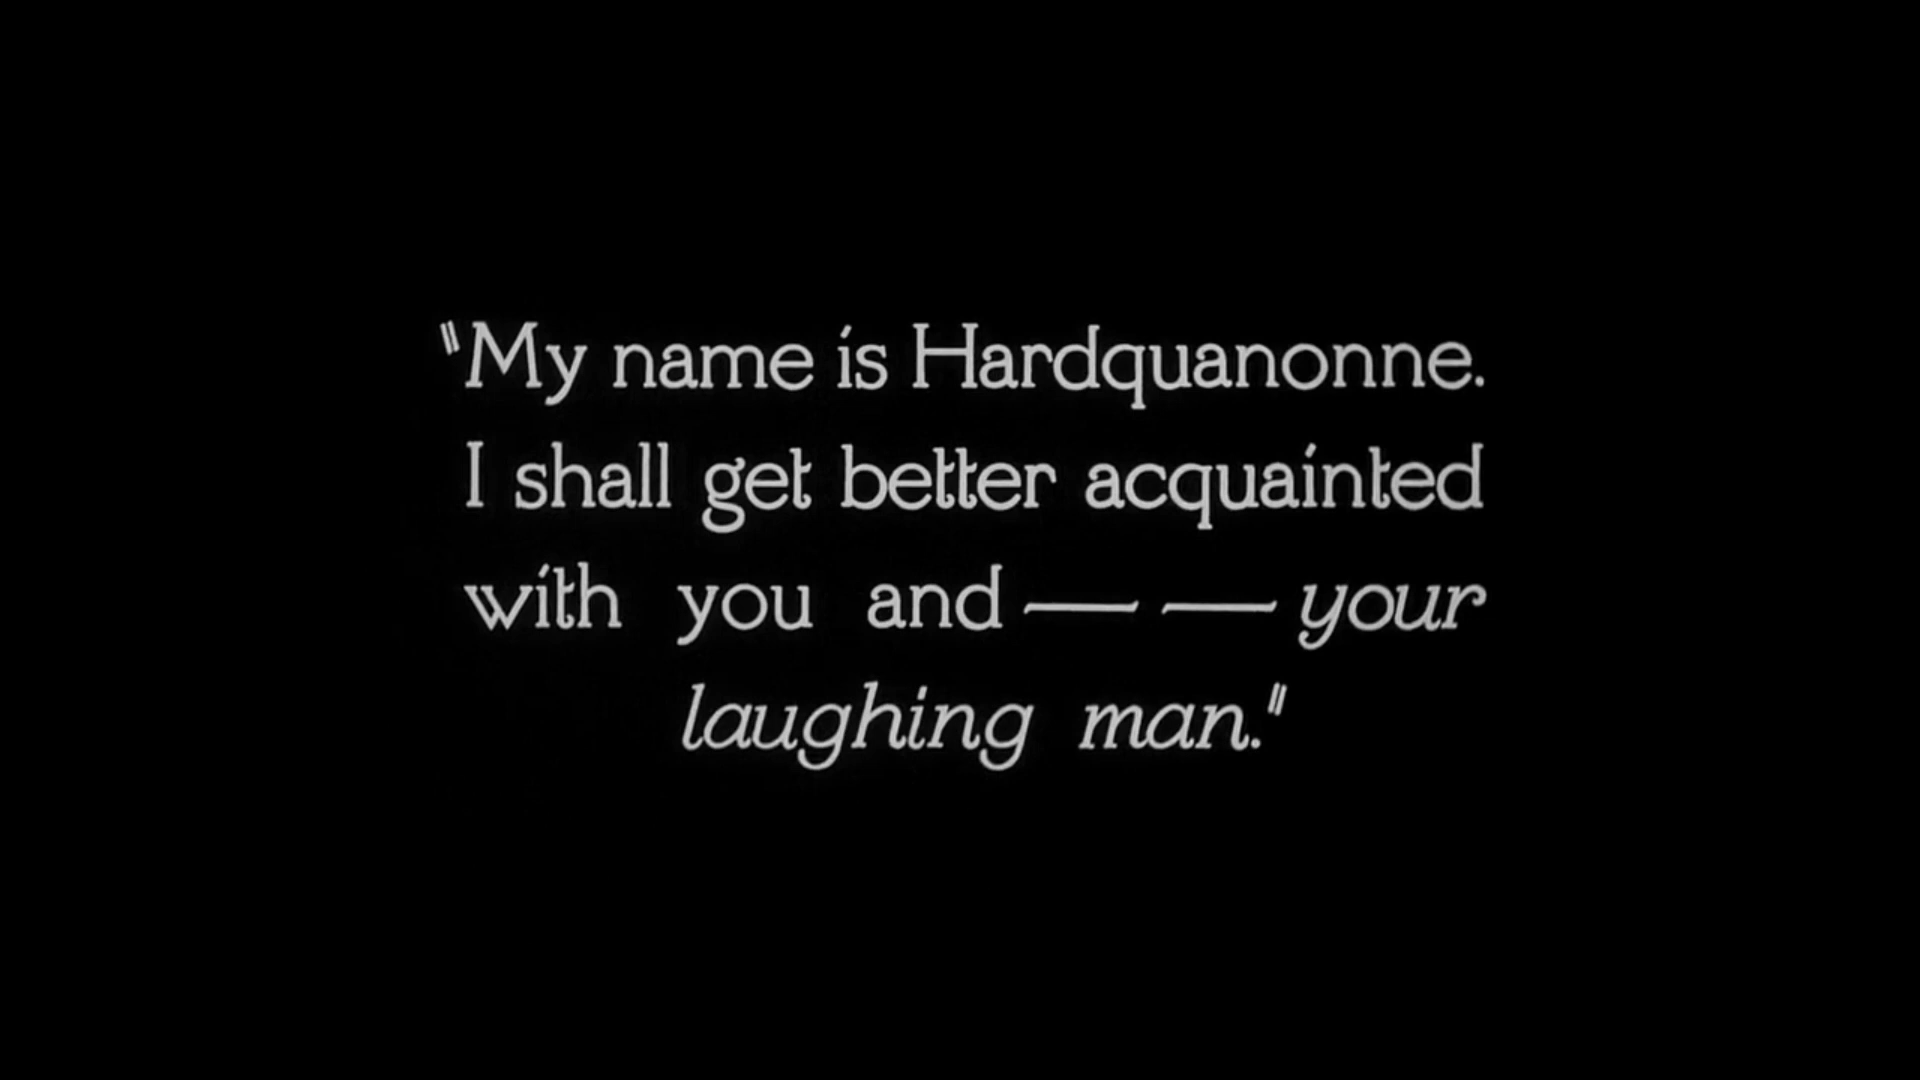 "My name is Hardquanonne.
I shall get better acquainted
with you and — — your
laughing man."